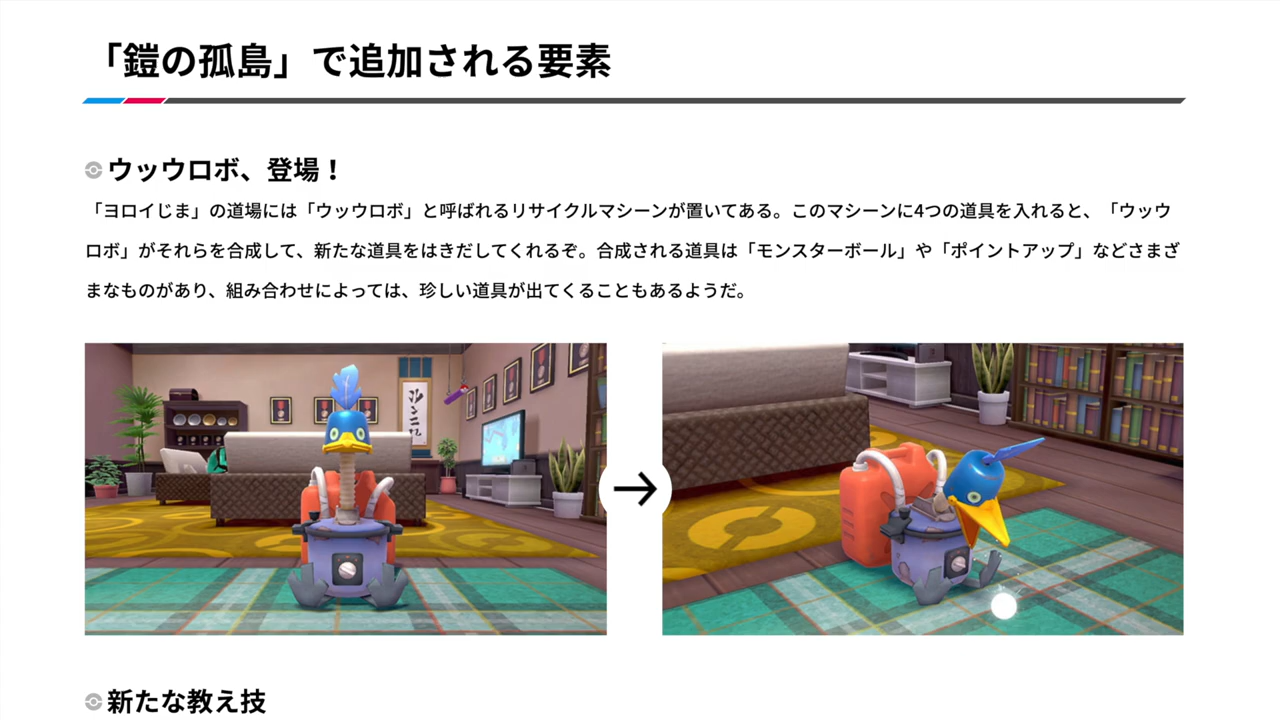 「鎧の孤島」で追加される要素
ウッウロボ、登場！
「ヨロイじま」の道場には「ウッウロボ」と呼ばれるリサイクルマシーンが置いてある。このマシーンに4つの道具を入れると、「ウッウ
ロボ」がそれらを合成して、新たな道具をはきだしてくれるぞ。合成される道具は「モンスターボール」や「ポイントアップ」などさまざ
まなものがあり、組み合わせによっては、珍しい道具が出てくることもあるようだ。
新たな教え技